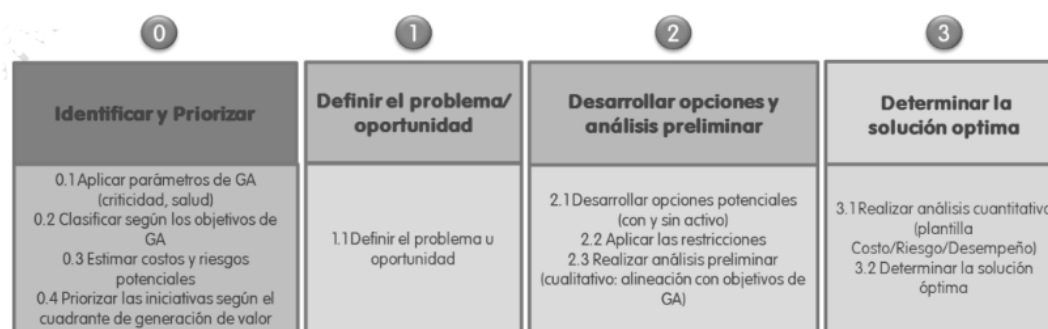 0
1
2
3
Identificar y Priorizar
Definir el problema/
oportunidad
Desarrollar opciones y
análisis preliminar
Determinar la
solución optima
0.1 Aplicar parámetros de GA
(criticidad, salud)
0.2 Clasificar según los objetivos de
GA
0.3 Estimar costos y riesgos
potenciales
0.4 Priorizar las iniciativas según el
cuadrante de generación de valor
1.1 Definir el problema u
oportunidad
2.1 Desarrollar opciones potenciales
(con y sin activo)
2.2 Aplicar las restricciones
2.3 Realizar análisis preliminar
(cualitativo: alineación con objetivos de
GA)
3.1 Realizar análisis cuantitativo
(plantilla
Costo/Riesgo/Desempeño)
3.2 Determinar la solución
óptima